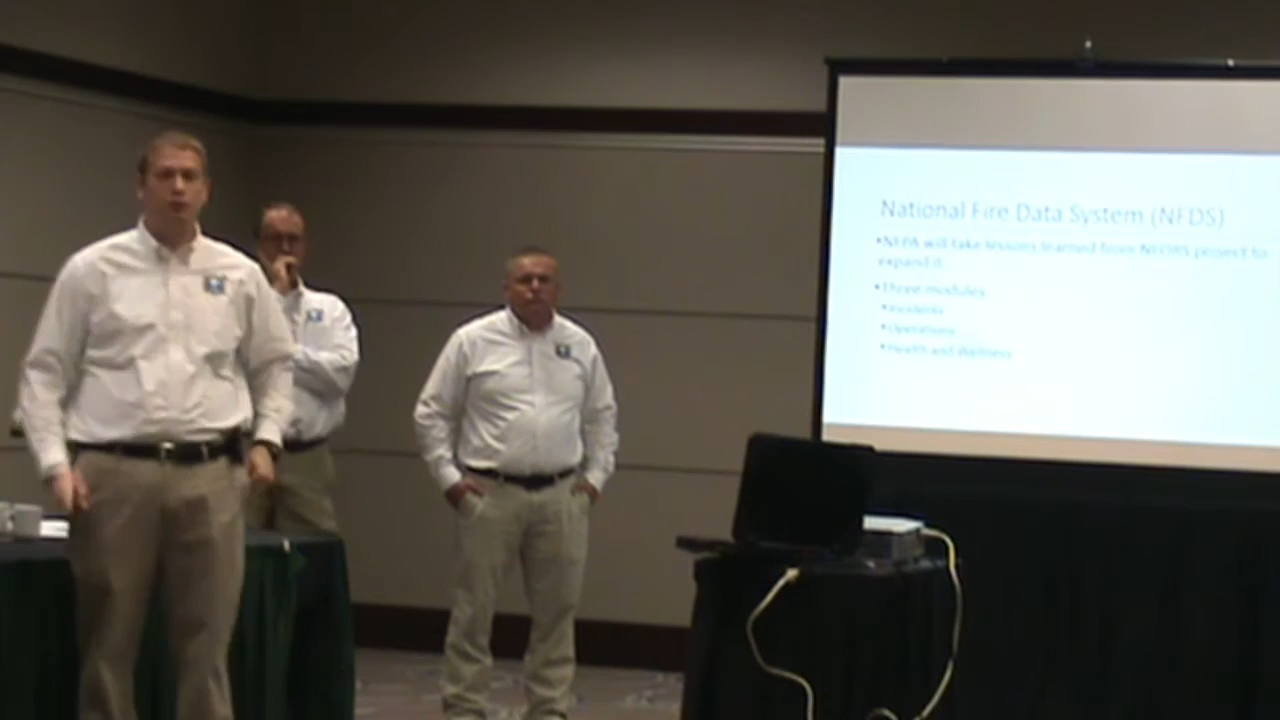 National Fire Data System (NFDS)
•NFPA will take lessons learned from NFORS project to
expand it.
•Three modules
•Incidents
•Operations
•Health and Wellness